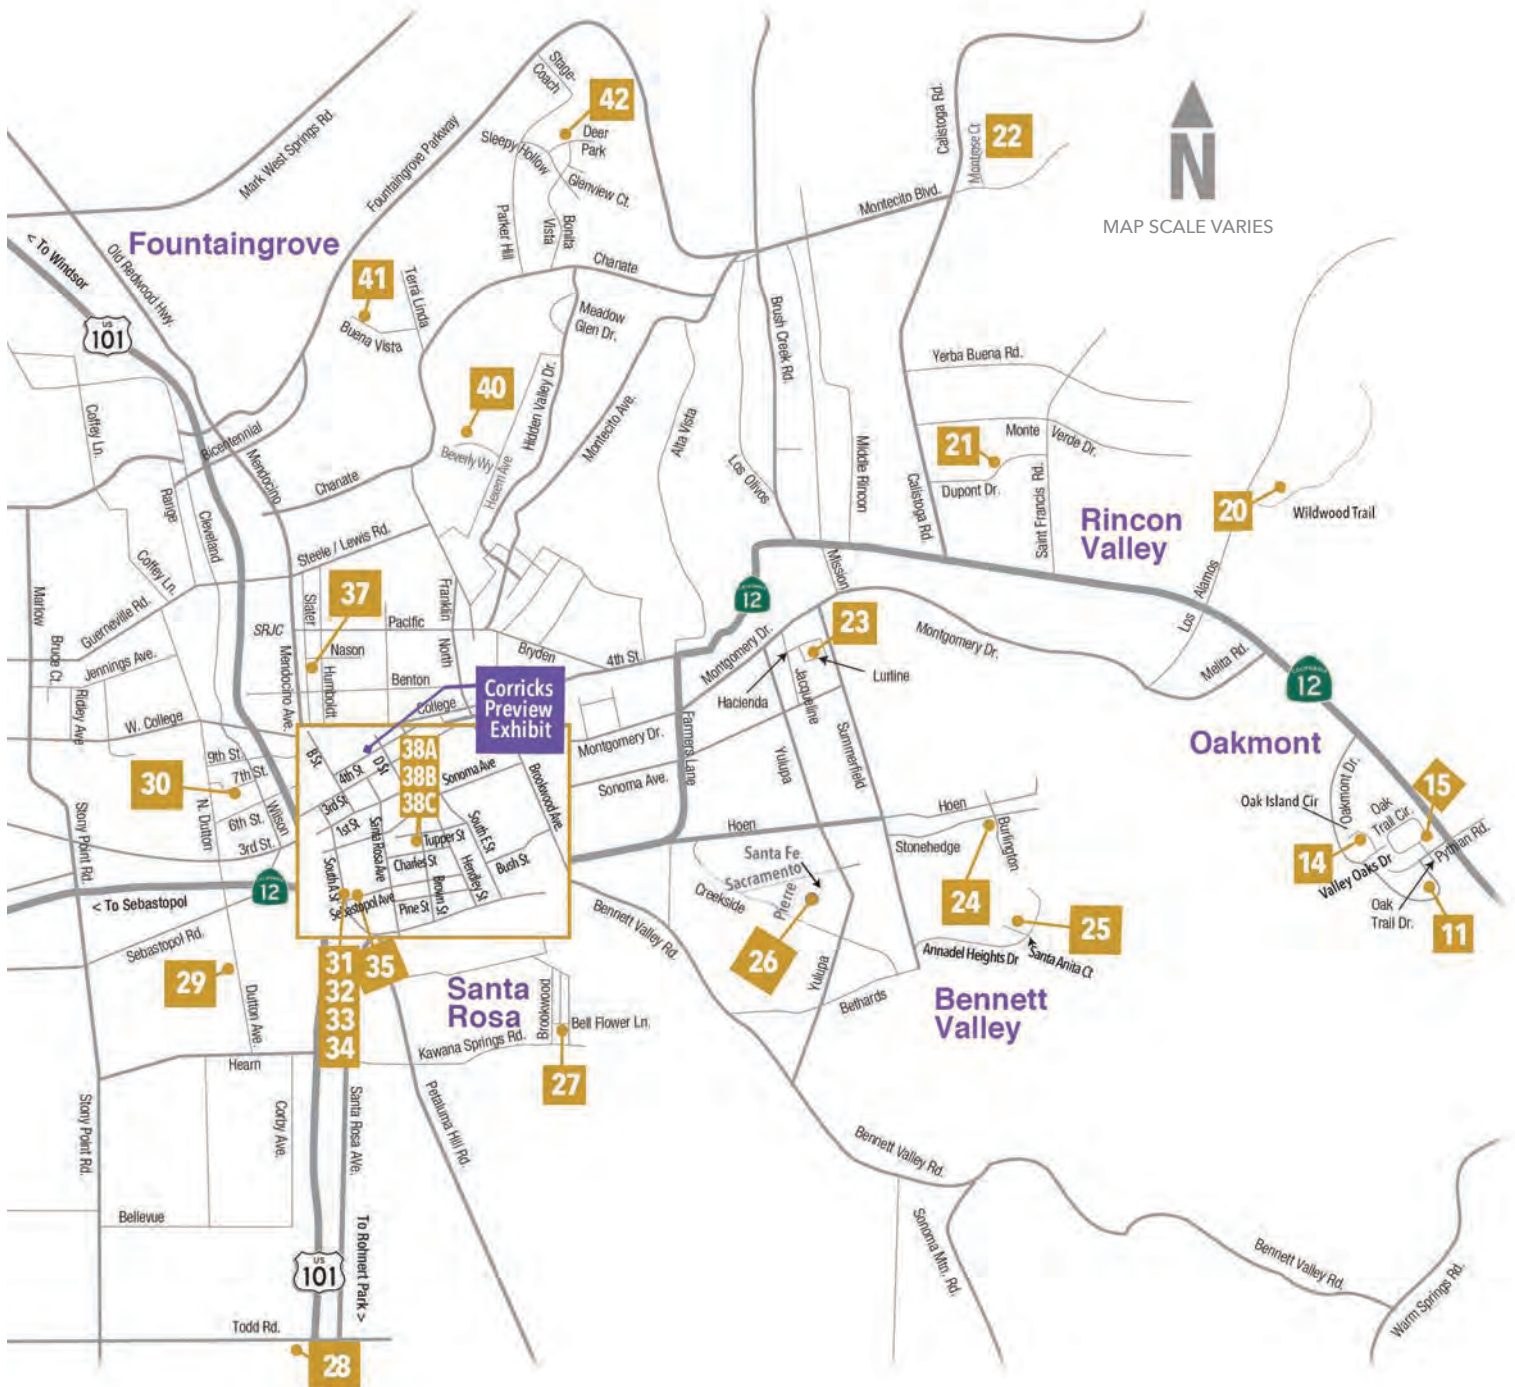 Stage-
Coach
42
Deer
Park
Sleepy Hollow
Glenview Ct.
Mark West Springs Rd.
Fountaingrove Parkway
Parker Hill
Bonita
Vista
Calistoga Rd.
Montrose Ct
22
Montecito Blvd.
N
MAP SCALE VARIES
< To Windsor
Fountaingrove
Old Redwood Hwy.
US
101
41
Terra Linda
Buena Vista
Chanate
Meadow
Glen Dr.
Brush Creek Rd.
Yerba Buena Rd.
40
Hidden Valley Dr.
Montecito Ave.
Alta Vista
Coffey Ln.
Bicentennial
Mendocino
Beverly Wy
Hexem Ave
Chanate
Los Olivos
Middle Rincon
Calistoga Rd.
21
Monte
Verde Dr.
Dupont Dr.
Saint Francis Rd.
Rincon
Valley
20
Wildwood Trail
Range
Cleveland
Coffey Ln.
Steele / Lewis Rd.
Marlow
Guerneville Rd.
Bruce Ct.
Jennings Ave.
Ridley Ave
W. College
Slater
37
Franklin
SRJC
Pacific
Nason
North
Mendocino Ave.
Humboldt
Benton
College
Bryden
4th St.
CALIFORNIA
12
Mission
Montgomery Dr.
23
Lurline
Hacienda
Jacqueline
Montgomery Dr.
Los
Alamos
Melita Rd.
CALIFORNIA
12
Corricks
Preview
Exhibit
B St.
4th St.
D St
38A
38B
38C
Sonoma Ave
Brookwood Ave.
3rd St.
1st St
Santa Rosa Ave
Tupper St
South E St
Charles St
Hendley St
Bush St.
Brown St
South A St
Sebastopol Ave
Pine St
Montgomery Dr.
Sonoma Ave.
Farmers Lane
Yulupa
Summerfield
Oakmont
Oakmont Dr.
Oak Island Cir
Oak
Trail Cir.
15
Pythian Rd.
14
Valley Oaks Dr
Oak
Trail Dr.
11
9th St.
7th St.
30
6th St.
3rd St.
N. Dutton
Wilson
Stony Point Rd.
12
< To Sebastopol
Sebastopol Rd.
29
Dutton Ave.
Hoen
Hoen
Stonehedge
Burlington
Santa Fe
Sacramento
Creekside
Pierre
26
24
25
Annadel Heights Dr
Santa Anita Ct
Bennett
Valley
Bennett Valley Rd.
Yulupa
Bethards
31
32
33
34
35
Santa
Rosa
Brookwood
Bell Flower Ln.
Kawana Springs Rd.
27
Hearn
Stony Point Rd.
Corby Ave.
Santa Rosa AVe.
Petaluma Hill Rd.
Bellevue
US
101
To Rohnert Park >
Todd Rd.
28
Bennett Valley Rd.
Sonoma Mtn. Rd.
Bennett Valley Rd.
Warm Springs Rd.